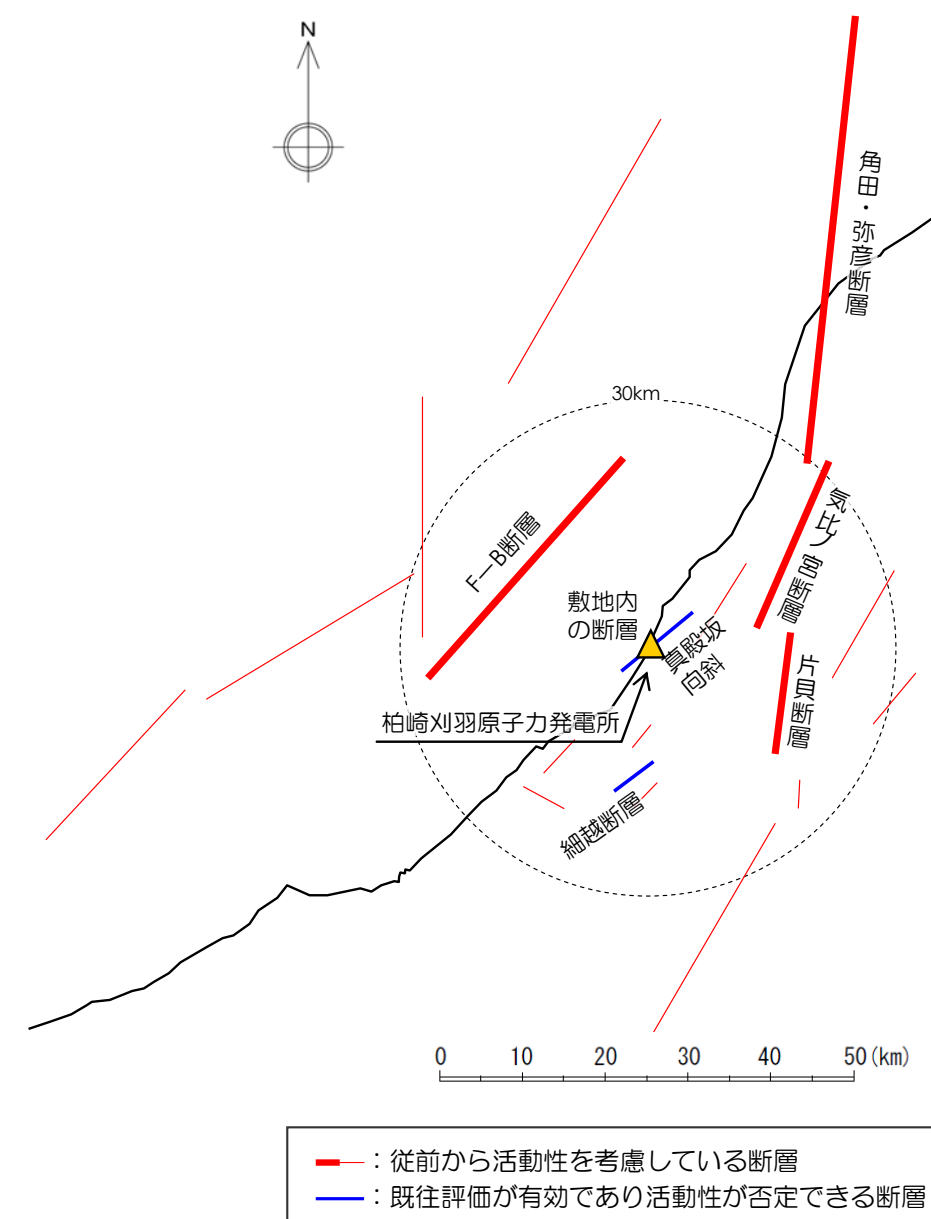 N
角田・弥彦断層
30km
気比ノ宮断層
F－B断層
敷地内
の断層
真殿坂
向斜
片貝断層
柏崎刈羽原子力発電所
細越断層
0 10 20 30 40 50(km)
：従前から活動性を考慮している断層
：既往評価が有効であり活動性が否定できる断層